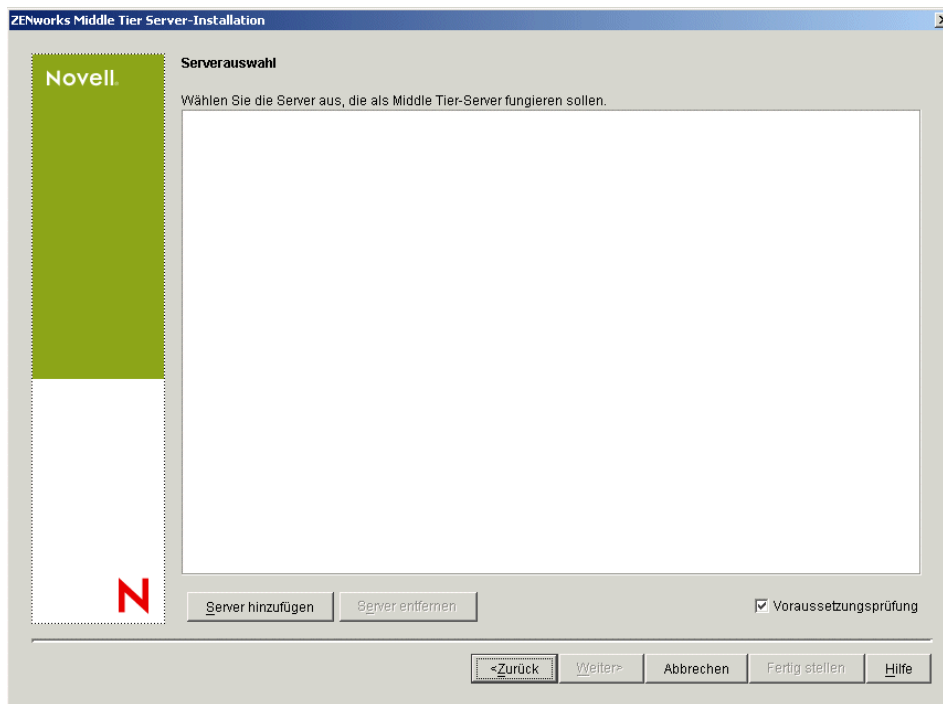 ZENworks Middle Tier Server-Installation
Novell.
Serverauswahl
Wählen Sie die Server aus, die als Middle Tier-Server fungieren sollen.
N
Server hinzufügen
Server entfernen
Voraussetzungsprüfung
<Zurück
Weiter>
Abbrechen
Fertig stellen
Hilfe